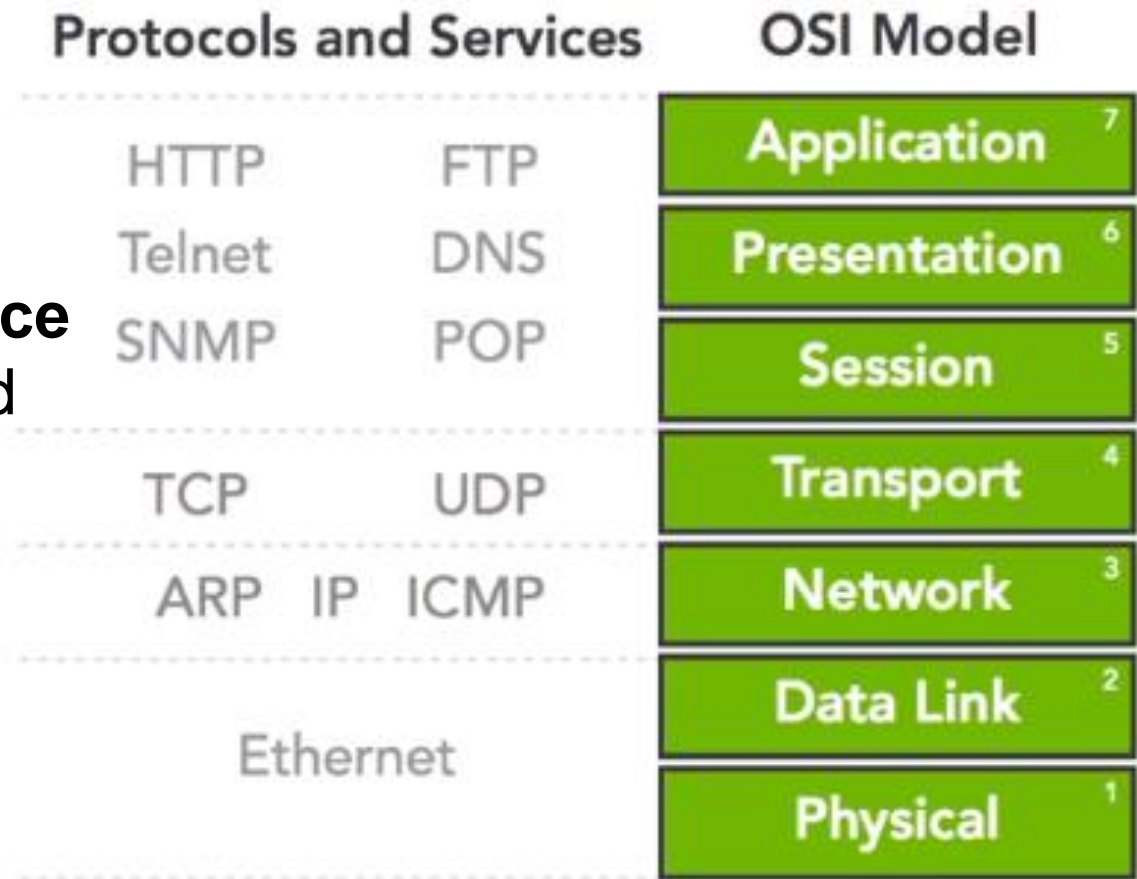 Protocols and Services OSI Model
HTTP FTP Application 7
Telnet DNS Presentation 6
ce
SNMP POP Session 5
d
TCP UDP Transport 4
ARP IP ICMP Network 3
Data Link 2
Ethernet
Physical 1